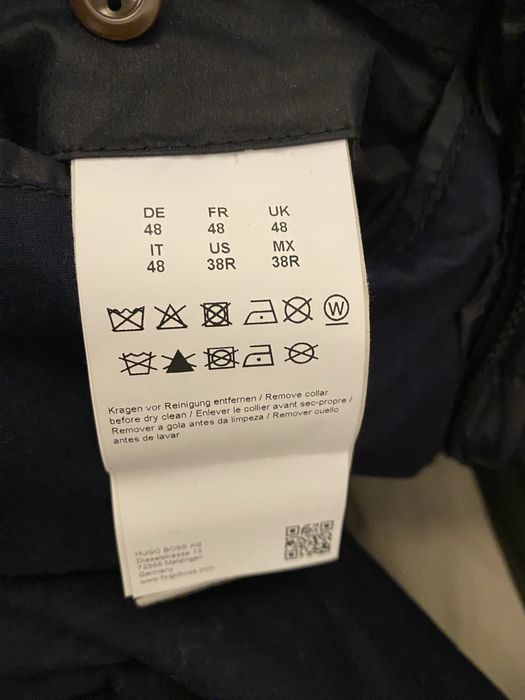 DE FR UK
48 48 48
IT US MX
48 38R 38R
W
Kragen vor Reinigung entfernen / Remove collar
before dry clean / Enlever le collier avant sec-propre /
Remover a gola antes da limpeza / Remover cuello
antes de lavar
HUGO BOSS AG
Dieselstrasse 12
72555 Metzingen
Germany
www.hugoboss.com